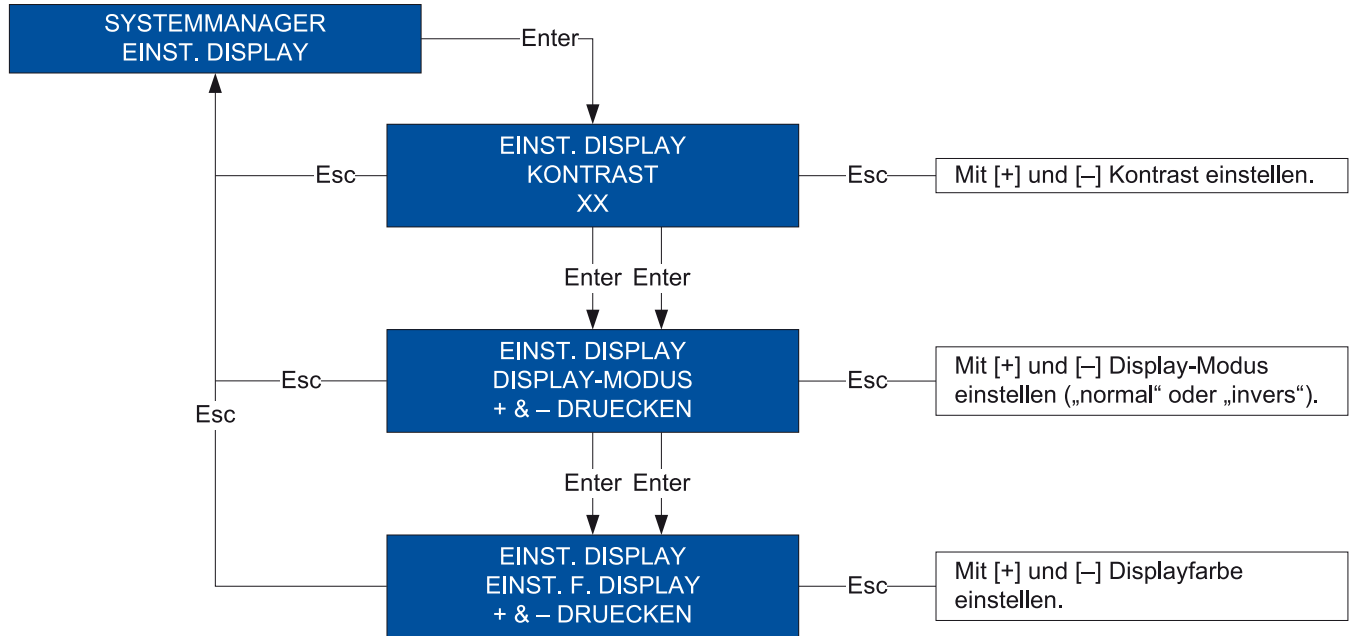 SYSTEMMANAGER
EINST. DISPLAY
Enter
EINST. DISPLAY
KONTRAST
XX
Esc
Esc
Mit [+] und [–] Kontrast einstellen.
Enter Enter
EINST. DISPLAY
DISPLAY-MODUS
+ & – DRUECKEN
Esc
Esc
Mit [+] und [–] Display-Modus
einstellen („normal“ oder „invers“).
Esc
Enter Enter
EINST. DISPLAY
EINST. F. DISPLAY
+ & – DRUECKEN
Esc
Mit [+] und [–] Displayfarbe
einstellen.